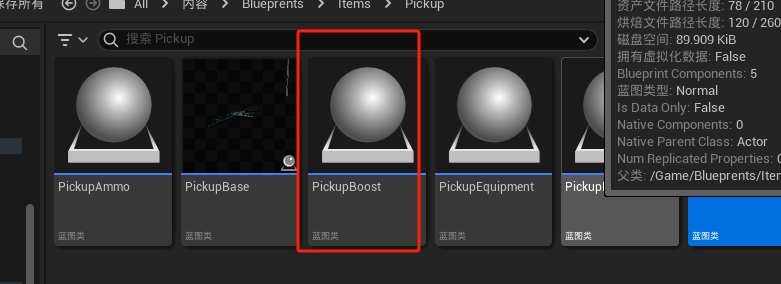 保存所有
All > 内容 > Blueprents > Items > Pickup
搜索 Pickup
资产文件路径长度: 78 / 210
烘焙文件路径长度: 120 / 260
磁盘空间: 89.909 KiB
拥有虚拟化数据: False
Blueprint Components: 5
蓝图类型: Normal
Is Data Only: False
Native Components: 0
Native Parent Class: Actor
Num Replicated Properties: 0
父类: /Game/Blueprents/Item
PickupAmmo
蓝图类
PickupBase
蓝图类
PickupBoost
蓝图类
PickupEquipment
蓝图类
Pickup
蓝图类
蓝图类